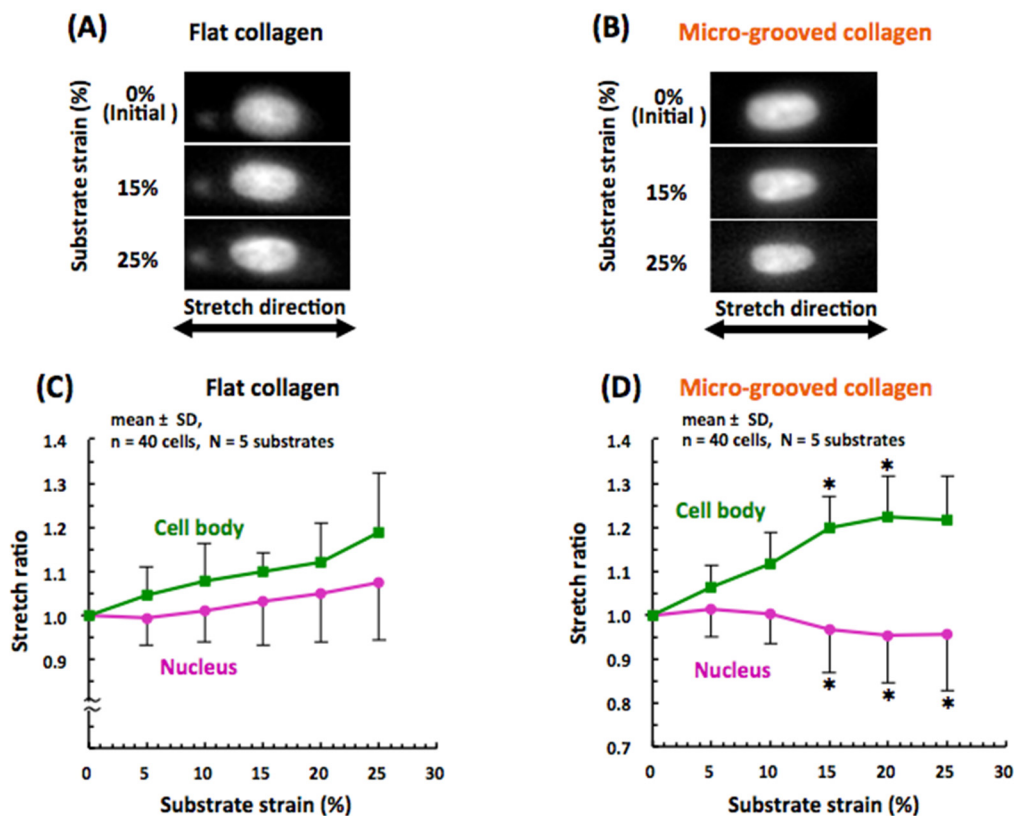 (A)
Flat collagen
Substrate strain (%)
0%
(Initial )
15%
25%
Stretch direction
(B)
Micro-grooved collagen
Substrate strain (%)
0%
(Initial )
15%
25%
Stretch direction
(C)
Flat collagen
mean ± SD,
n = 40 cells, N = 5 substrates
Stretch ratio
1.4
1.3
1.2
1.1
1.0
0.9
Cell body
Nucleus
0 5 10 15 20 25 30
Substrate strain (%)
(D)
Micro-grooved collagen
mean ± SD,
n = 40 cells, N = 5 substrates
Stretch ratio
1.4
1.3
1.2
1.1
1.0
0.9
0.8
0.7
* *
Cell body
Nucleus
* * *
0 5 10 15 20 25 30
Substrate strain (%)